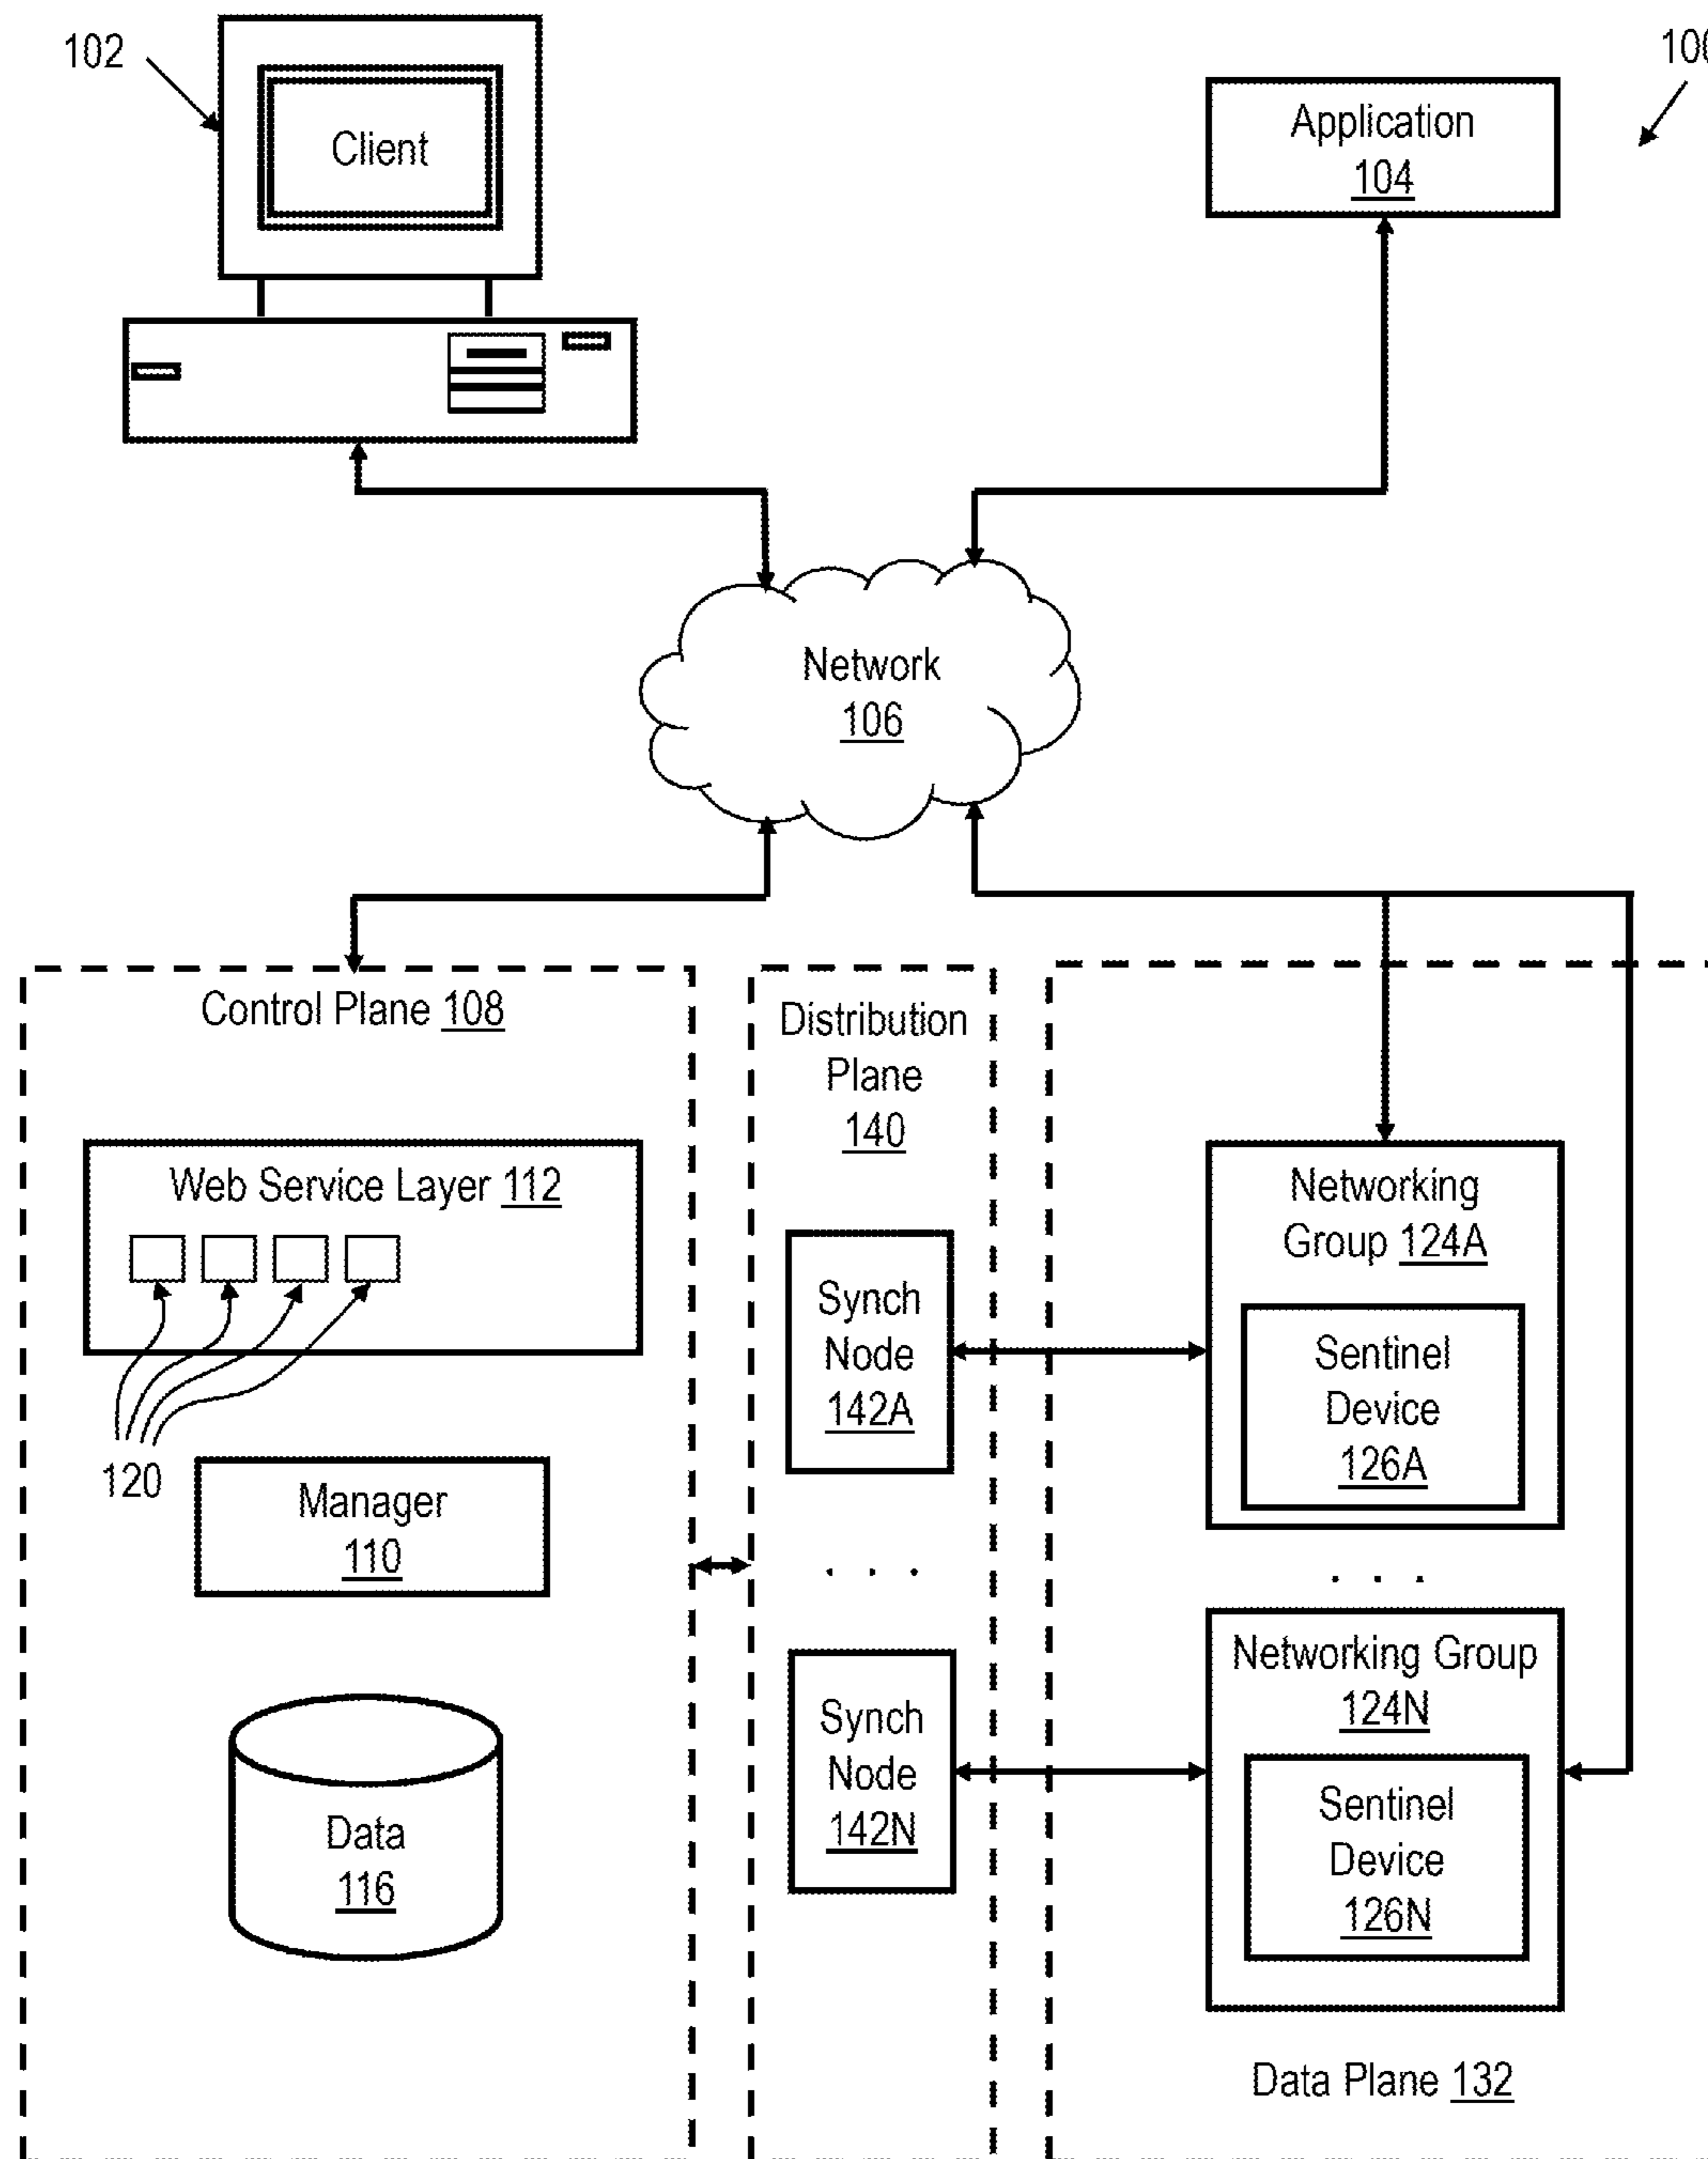 102
Client
Application
104
Network
106
Control Plane 108
Web Service Layer 112
120
Manager
110
Data
116
Distribution
Plane
140
Synch
Node
142A
. . .
Synch
Node
142N
Networking
Group 124A
Sentinel
Device
126A
. . .
Networking Group
124N
Sentinel
Device
126N
Data Plane 132